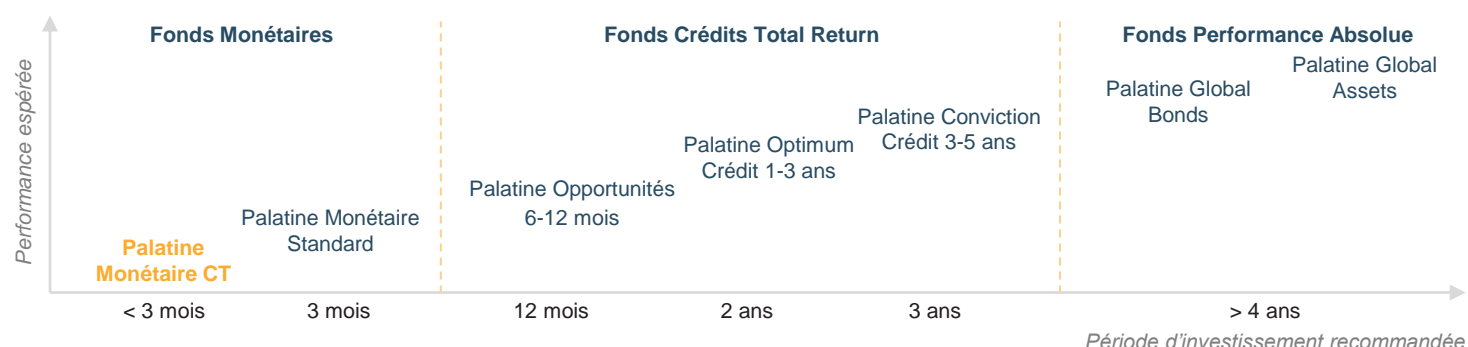 Fonds Monétaires
Fonds Crédits Total Return
Fonds Performance Absolue
Performance espérée
Palatine
Monétaire CT
Palatine Monétaire
Standard
Palatine Opportunités
6-12 mois
Palatine Optimum
Crédit 1-3 ans
Palatine Conviction
Crédit 3-5 ans
Palatine Global
Bonds
Palatine Global
Assets
< 3 mois
3 mois
12 mois
2 ans
3 ans
> 4 ans
Période d'investissement recommandée